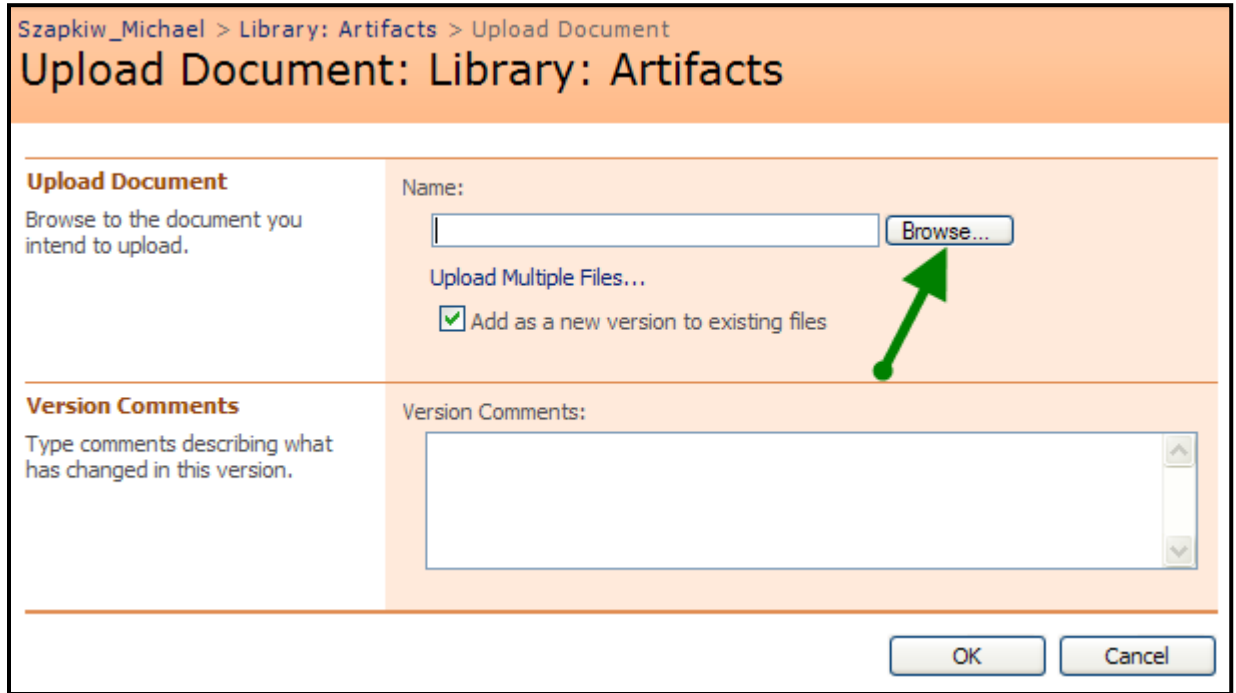 Szapkiw_Michael > Library: Artifacts > Upload Document
Upload Document: Library: Artifacts
Upload Document
Browse to the document you
intend to upload.
Name:
Browse...
Upload Multiple Files...
Add as a new version to existing files
Version Comments
Type comments describing what
has changed in this version.
Version Comments:
OK
Cancel